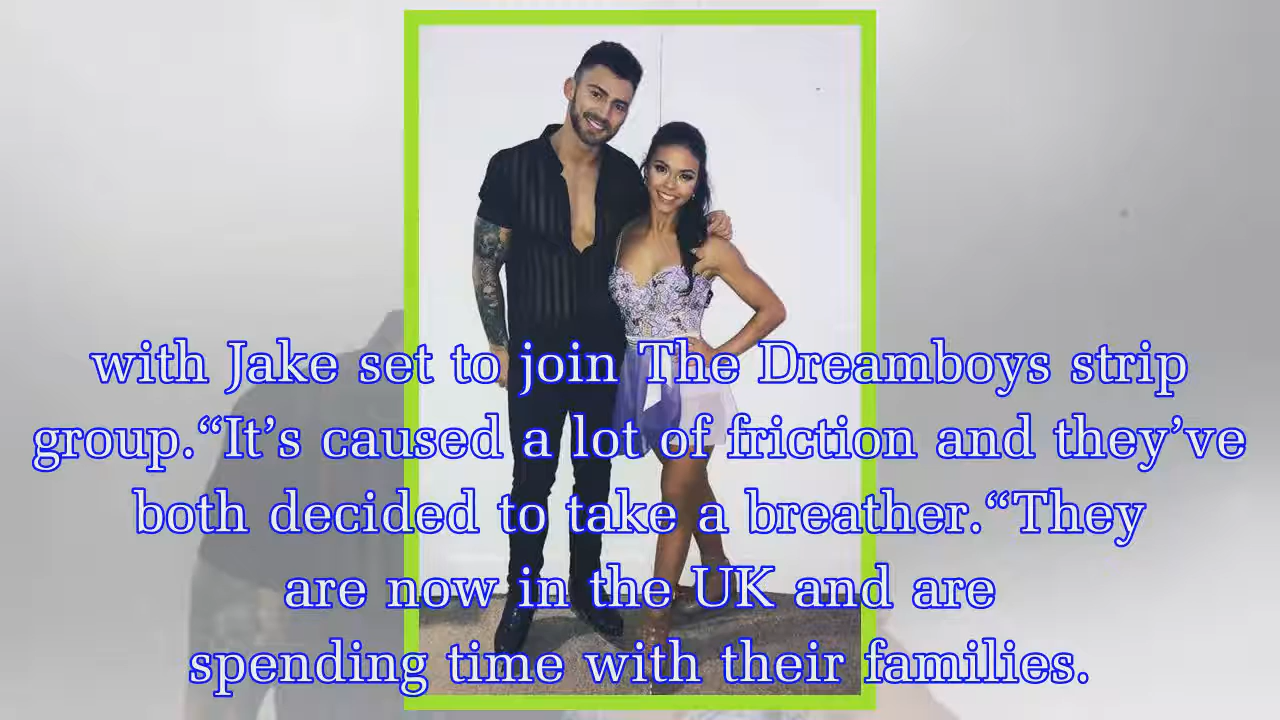 with Jake set to join The Dreamboys strip
group.“It’s caused a lot of friction and they’ve
both decided to take a breather.“They
are now in the UK and are
spending time with their families.